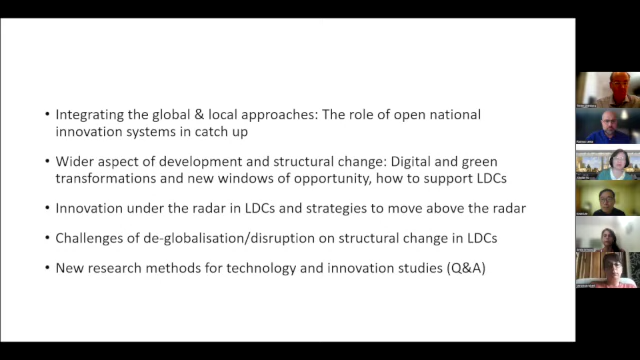 • Integrating the global & local approaches: The role of open national
innovation systems in catch up
• Wider aspect of development and structural change: Digital and green
transformations and new windows of opportunity, how to support LDCs
• Innovation under the radar in LDCs and strategies to move above the radar
• Challenges of de-globalisation/disruption on structural change in LDCs
• New research methods for technology and innovation studies (Q&A)